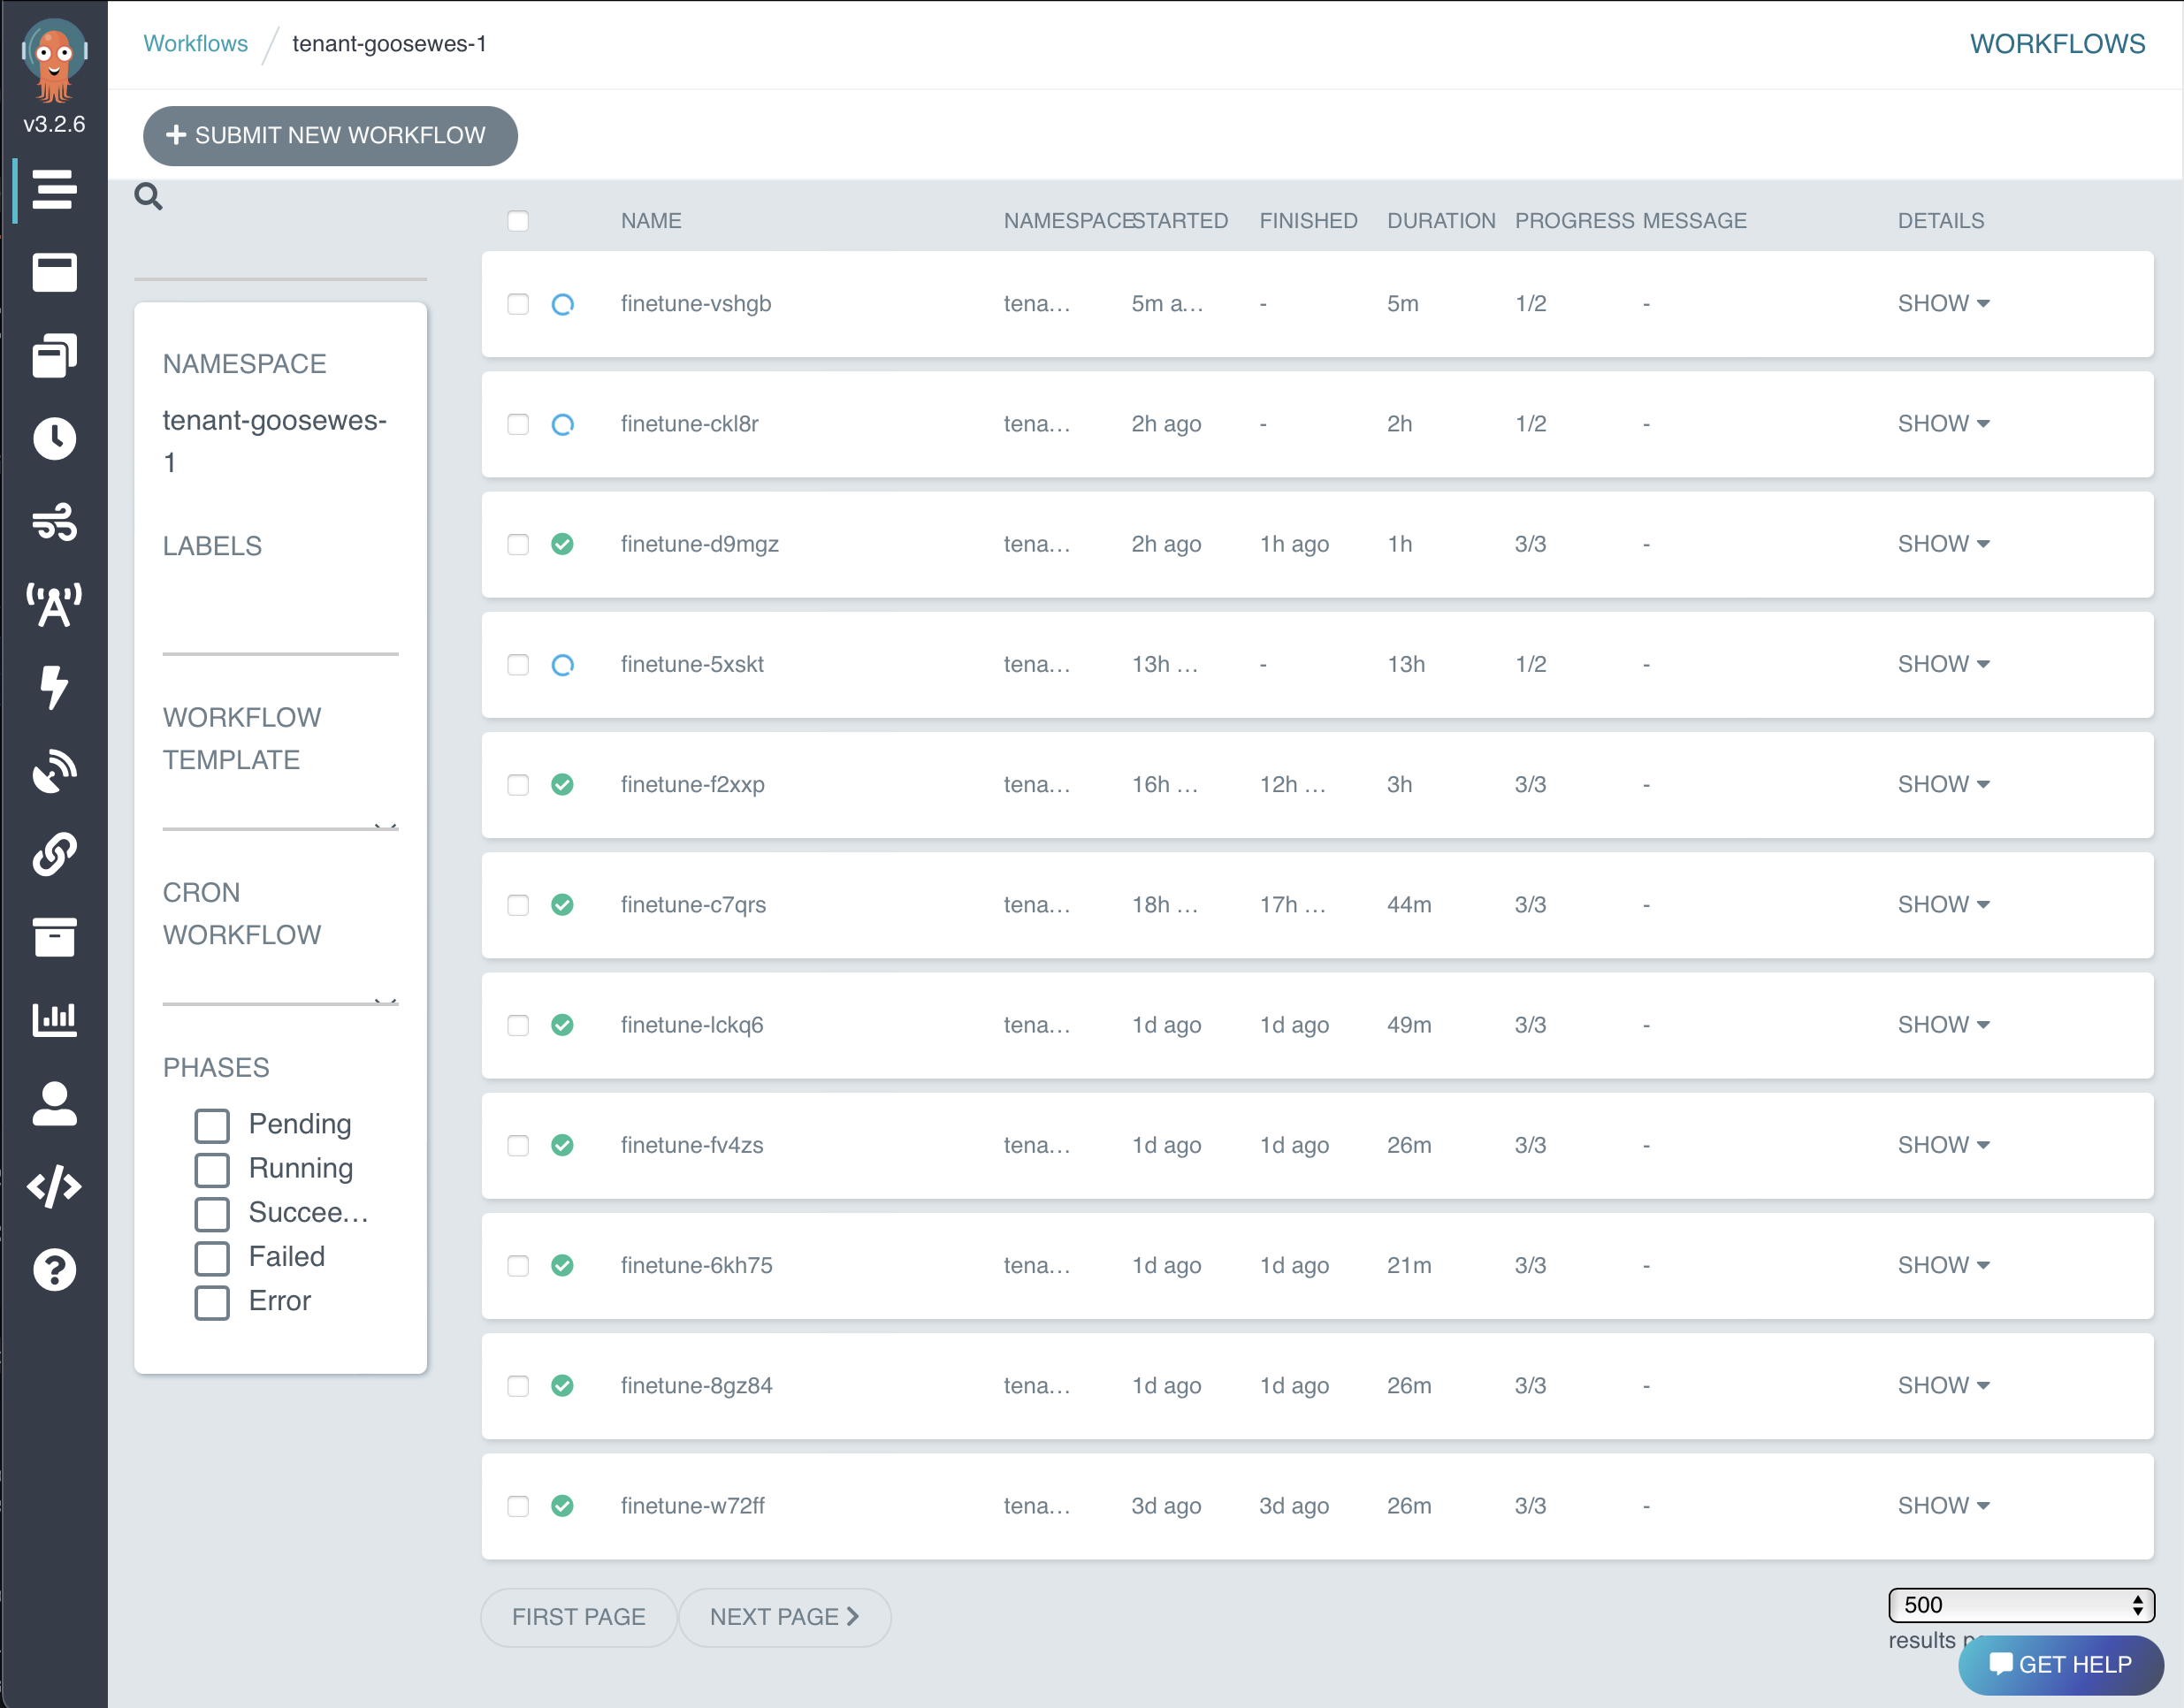 v3.2.6
Workflows / tenant-goosewes-1
WORKFLOWS
+ SUBMIT NEW WORKFLOW
NAMESPACE
tenant-goosewes-
1
LABELS
WORKFLOW
TEMPLATE
CRON
WORKFLOW
PHASES
Pending
Running
Succee...
Failed
Error
NAME NAMESPACE STARTED FINISHED DURATION PROGRESS MESSAGE DETAILS
finetune-vshgb tena... 5m a... - 5m 1/2 - SHOW
finetune-ckl8r tena... 2h ago - 2h 1/2 - SHOW
finetune-d9mgz tena... 2h ago 1h ago 1h 3/3 - SHOW
finetune-5xskt tena... 13h ... - 13h 1/2 - SHOW
finetune-f2xxp tena... 16h ... 12h ... 3h 3/3 - SHOW
finetune-c7qrs tena... 18h ... 17h ... 44m 3/3 - SHOW
finetune-lckq6 tena... 1d ago 1d ago 49m 3/3 - SHOW
finetune-fv4zs tena... 1d ago 1d ago 26m 3/3 - SHOW
finetune-6kh75 tena... 1d ago 1d ago 21m 3/3 - SHOW
finetune-8gz84 tena... 1d ago 1d ago 26m 3/3 - SHOW
finetune-w72ff tena... 3d ago 3d ago 26m 3/3 - SHOW
FIRST PAGE NEXT PAGE
500
results
GET HELP